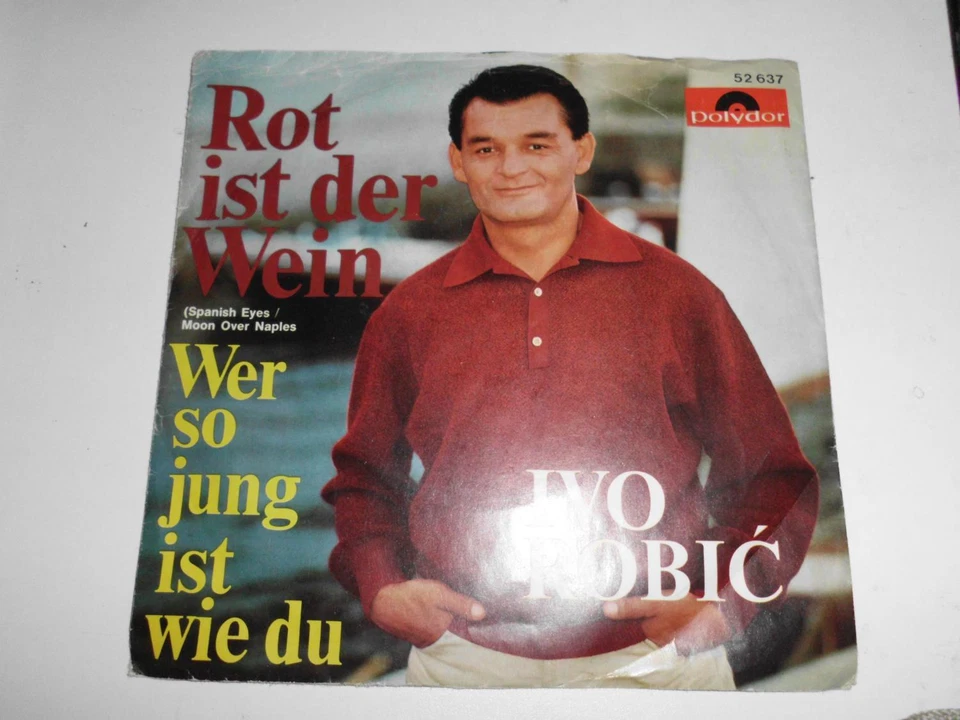 52 637
polydor
Rot
ist der
Wein
(Spanish Eyes /
Moon Over Naples
Wer
so
jung
ist
wie du
IVO
ROBIĆ